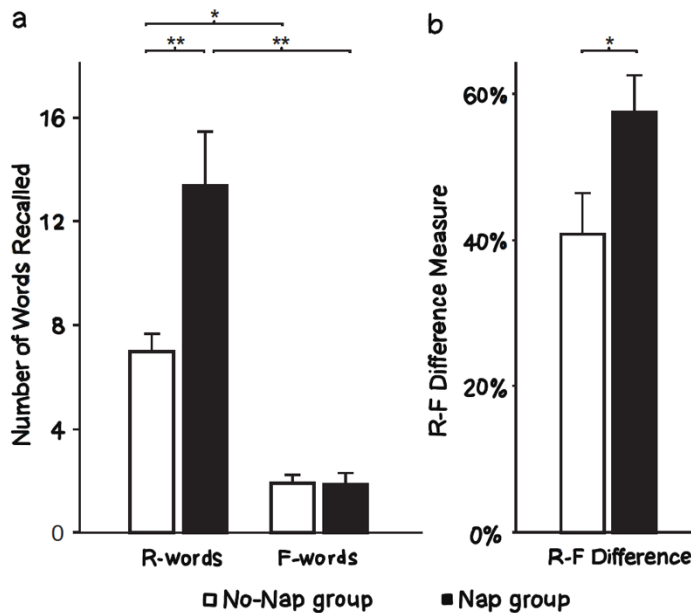 a
*
**
**
Number of Words Recalled
16
12
8
4
0
R-words
F-words
b
*
R-F Difference Measure
60%
40%
20%
0%
R-F Difference
No-Nap group
Nap group